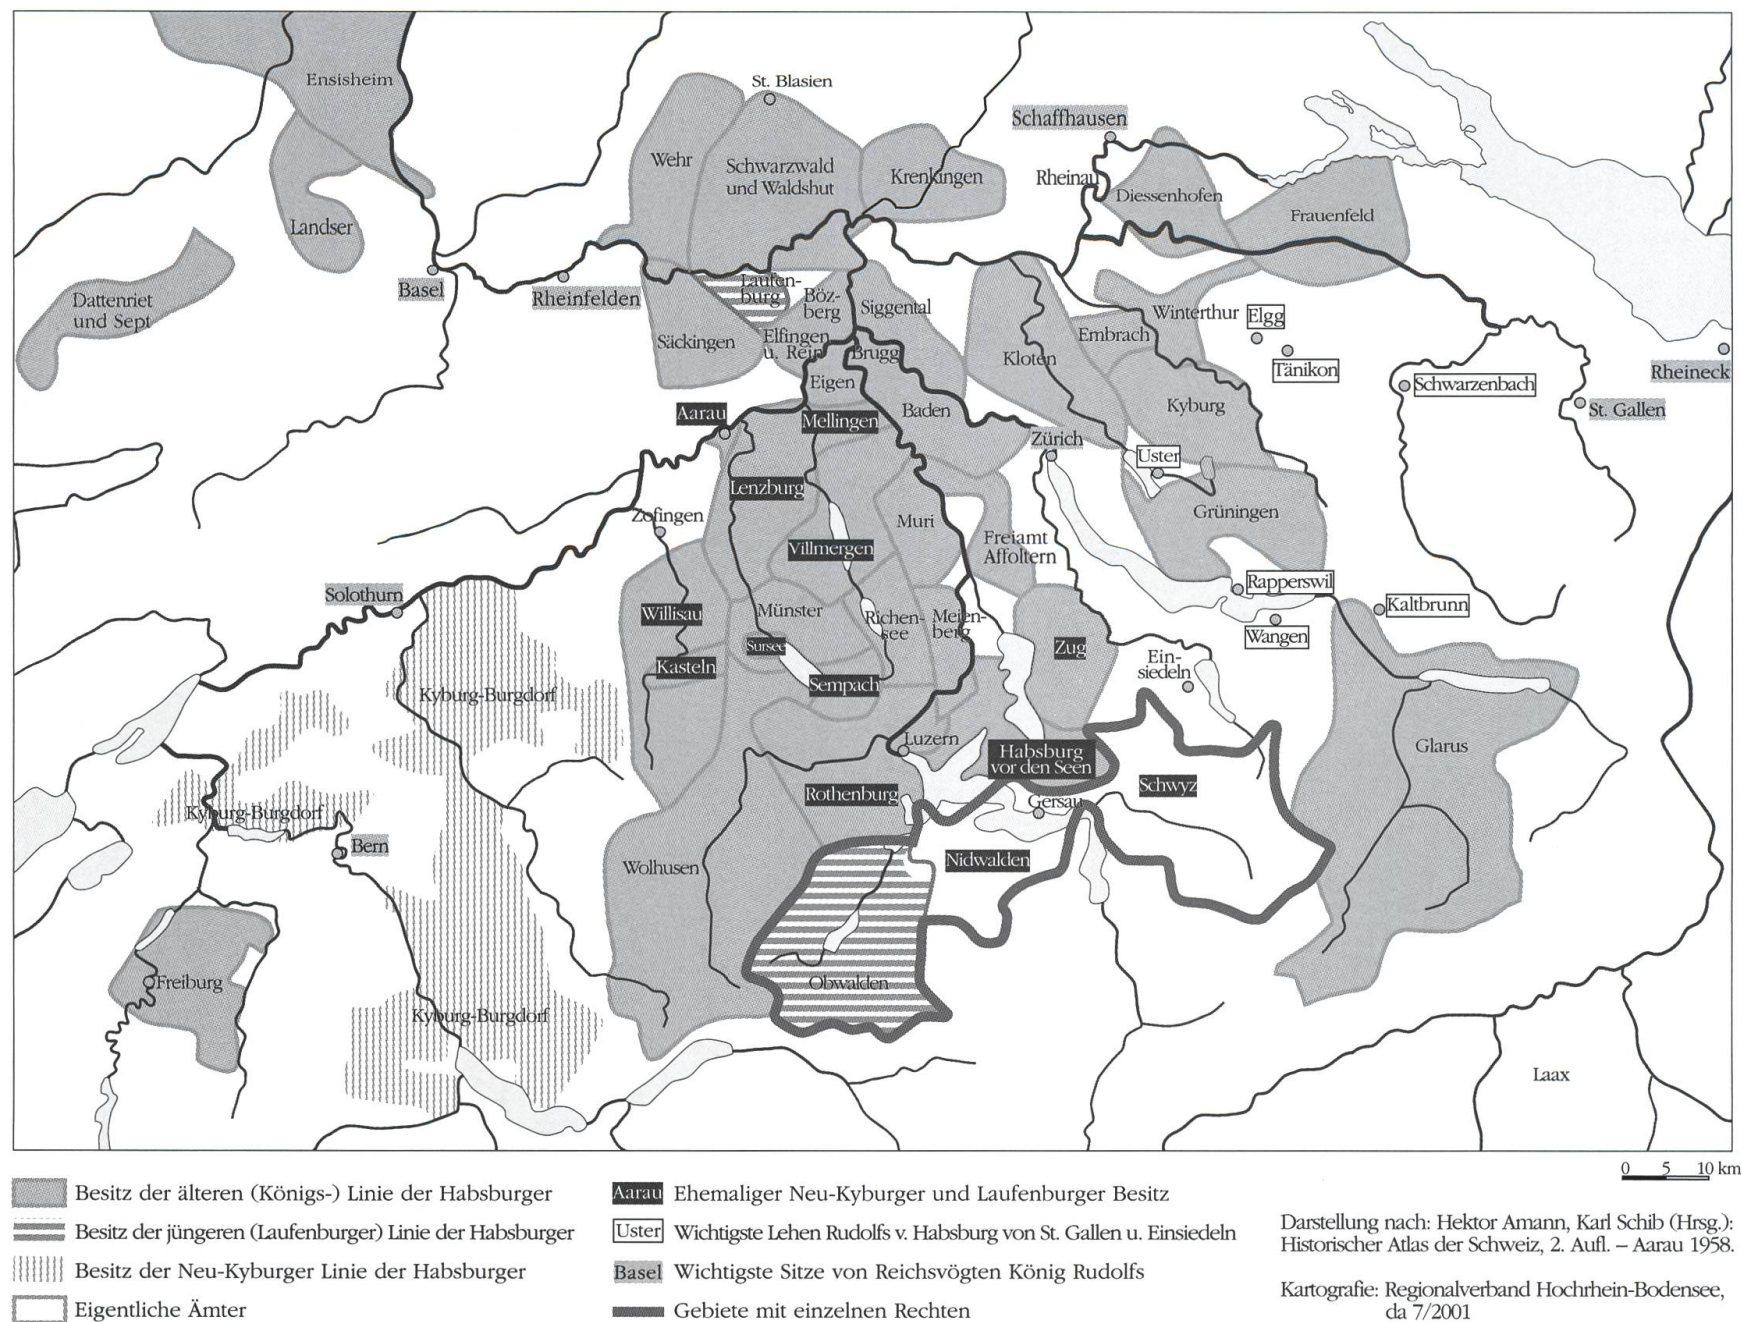 Ensisheim
St. Blasien
Schaffhausen
Wehr
Schwarzwald
und Waldshut
Krenkingen
Rheinau
Diessenhofen
Frauenfeld
Landser
Basel
Rheinfelden
Laufen-
burg
Böz-
berg
Siggental
Dattenriet
und Sept
Winterthur
Elgg
Embrach
Säckingen
Elfingen
u. Rein
Brugg
Kloten
Tänikon
Rheineck
Eigen
Schwarzenbach
St. Gallen
Aarau
Mellingen
Baden
Kyburg
Zürich
Uster
Lenzburg
Zofingen
Muri
Grüningen
Villmergen
Freiamt
Affoltern
Solothurn
Rapperswil
Kaltbrunn
Willisau
Münster
Richen-
see
Meien-
berg
Wangen
Sursee
Zug
Kasteln
Ein-
siedeln
Sempach
Kyburg-Burgdorf
Luzern
Habsburg
vor den Seen
Glarus
Rothenburg
Gersau
Schwyz
Kyburg-Burgdorf
Bern
Wolhusen
Nidwalden
Freiburg
Obwalden
Kyburg-Burgdorf
Laax
0 5 10 km
Besitz der älteren (Königs-) Linie der Habsburger
Besitz der jüngeren (Laufenburger) Linie der Habsburger
Besitz der Neu-Kyburger Linie der Habsburger
Eigentliche Ämter
Aarau Ehemaliger Neu-Kyburger und Laufenburger Besitz
Uster Wichtigste Lehen Rudolfs v. Habsburg von St. Gallen u. Einsiedeln
Basel Wichtigste Sitze von Reichsvögten König Rudolfs
Gebiete mit einzelnen Rechten
Darstellung nach: Hektor Amann, Karl Schib (Hrsg.):
Historischer Atlas der Schweiz, 2. Aufl. – Aarau 1958.
Kartografie: Regionalverband Hochrhein-Bodensee,
da 7/2001